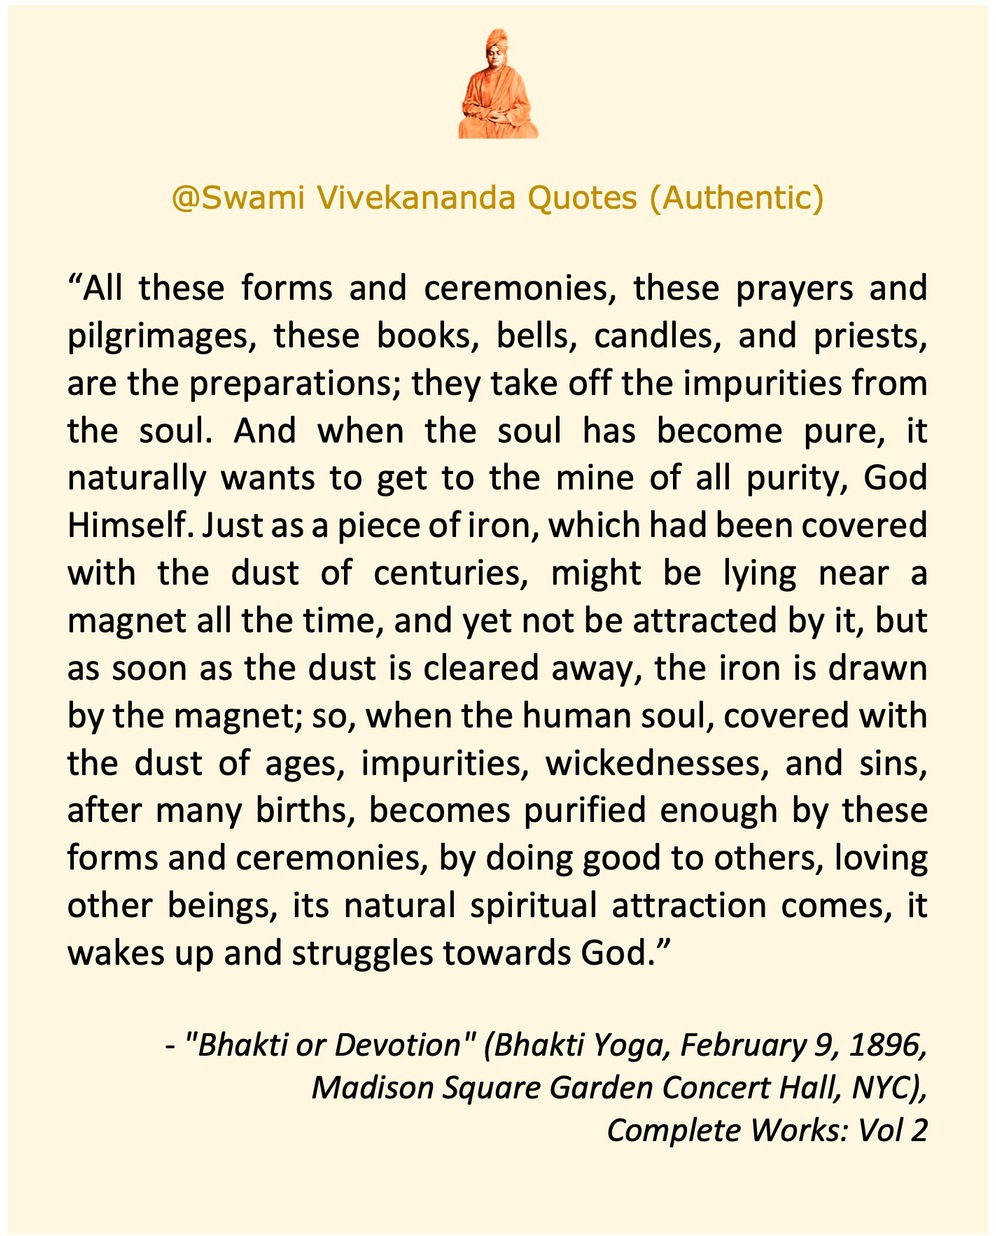 @Swami Vivekananda Quotes (Authentic)
“All these forms and ceremonies, these prayers and
pilgrimages, these books, bells, candles, and priests,
are the preparations; they take off the impurities from
the soul. And when the soul has become pure, it
naturally wants to get to the mine of all purity, God
Himself. Just as a piece of iron, which had been covered
with the dust of centuries, might be lying near a
magnet all the time, and yet not be attracted by it, but
as soon as the dust is cleared away, the iron is drawn
by the magnet; so, when the human soul, covered with
the dust of ages, impurities, wickednesses, and sins,
after many births, becomes purified enough by these
forms and ceremonies, by doing good to others, loving
other beings, its natural spiritual attraction comes, it
wakes up and struggles towards God.”
- "Bhakti or Devotion" (Bhakti Yoga, February 9, 1896,
Madison Square Garden Concert Hall, NYC),
Complete Works: Vol 2